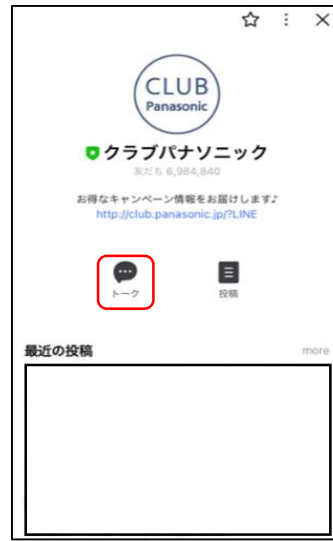 CLUB
Panasonic
クラブパナソニック
友だち 6,984,840
お得なキャンペーン情報をお届けします♪
http://club.panasonic.jp/?LINE
トーク
投稿
最近の投稿
more